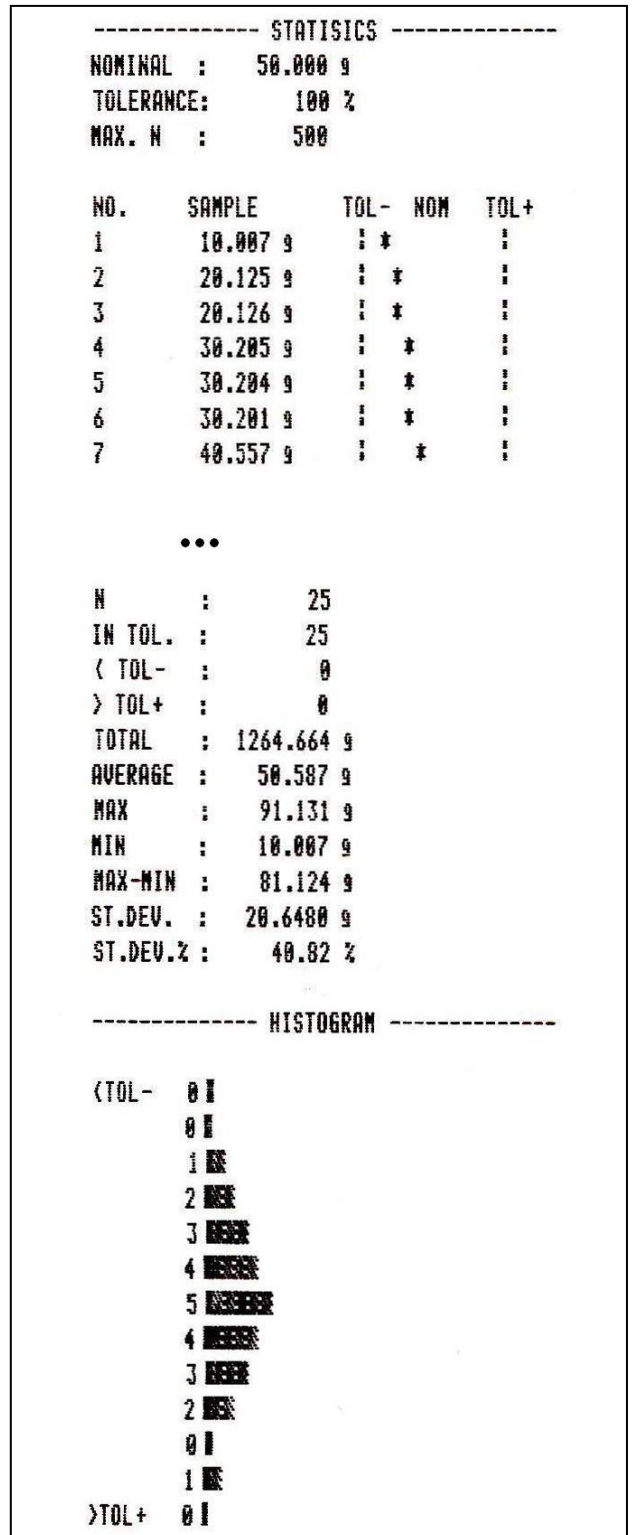 --------------- STATISICS ---------------
NOMINAL : 50.000 g
TOLERANCE: 100 %
MAX. N : 500
NO. SAMPLE TOL- NOM TOL+
1 10.007 g ¦ * ¦
2 20.125 g ¦ * ¦
3 20.126 g ¦ * ¦
4 30.205 g ¦ * ¦
5 30.204 g ¦ * ¦
6 30.201 g ¦ * ¦
7 40.557 g ¦ * ¦
...
N : 25
IN TOL. : 25
< TOL- : 0
> TOL+ : 0
TOTAL : 1264.664 g
AVERAGE : 50.587 g
MAX : 91.131 g
MIN : 10.007 g
MAX-MIN : 81.124 g
ST.DEV. : 20.6480 g
ST.DEV.% : 40.82 %
--------------- HISTOGRAM ---------------
<TOL- 0
0
1
2
3
4
5
4
3
2
0
1
>TOL+ 0